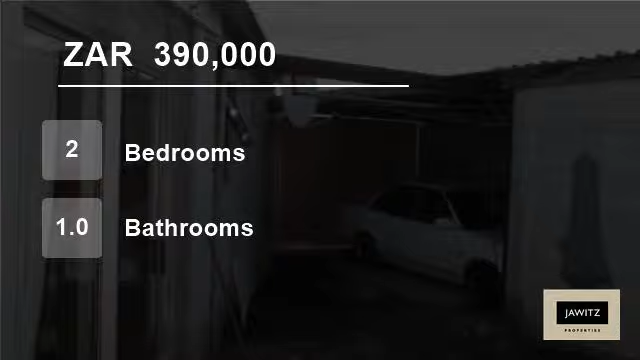 ZAR 390,000
2 Bedrooms
1.0 Bathrooms
JAWITZ
PROPERTIES